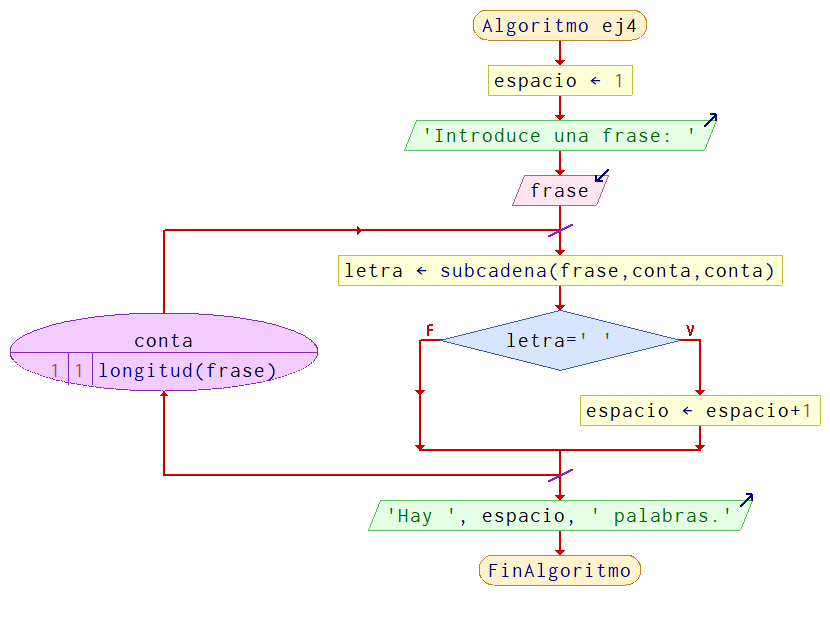 Algoritmo ej4
espacio ← 1
'Introduce una frase: '
frase
letra ← subcadena(frase,conta,conta)
conta
1 1 longitud(frase)
F
letra=' '
V
espacio ← espacio+1
'Hay ', espacio, ' palabras.'
FinAlgoritmo